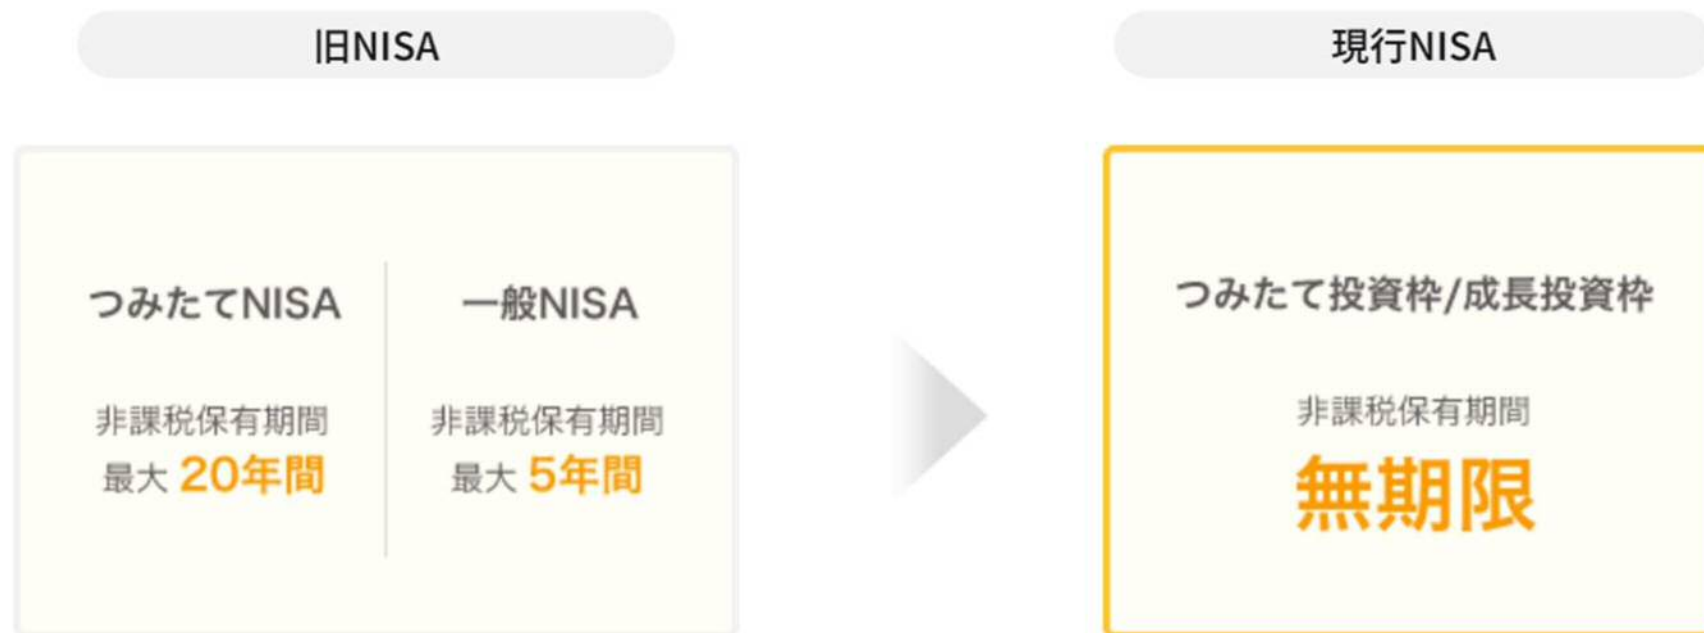 旧NISA
つみたてNISA
非課税保有期間
最大 20年間
一般NISA
非課税保有期間
最大 5年間
現行NISA
つみたて投資枠/成長投資枠
非課税保有期間
無期限